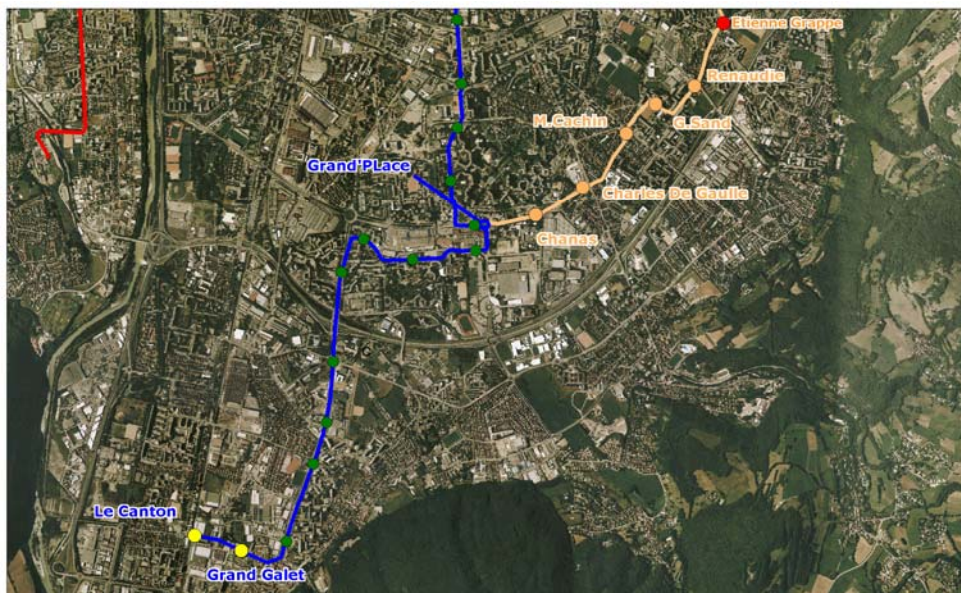 Etienne Grappe
Renaudie
G.Sand
M.Cachin
Grand'PLace
Charles De Gaulle
Chanas
Le Canton
Grand Galet